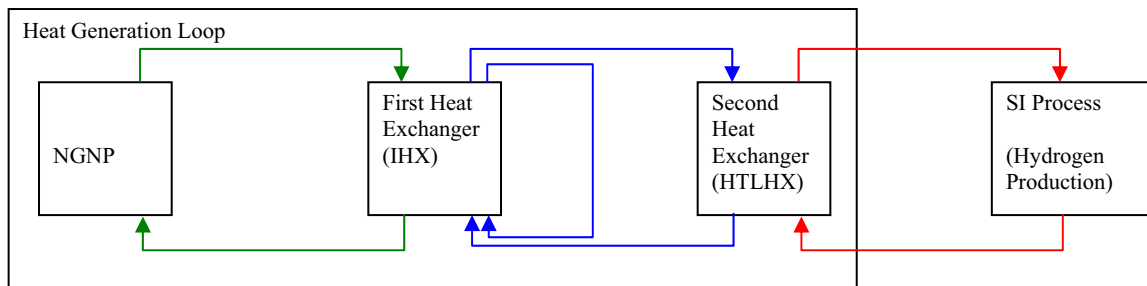 Heat Generation Loop
NGNP
First Heat
Exchanger
(IHX)
Second
Heat
Exchanger
(HTLHX)
SI Process
(Hydrogen
Production)